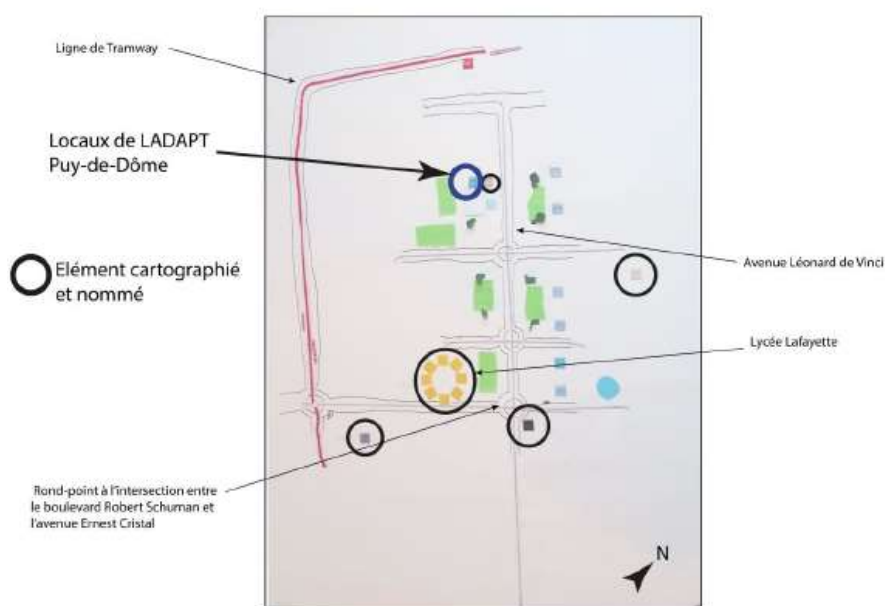 Ligne de Tramway
Locaux de LADAPT
Puy-de-Dôme
Elément cartographié
et nommé
Avenue Léonard de Vinci
Lycée Lafayette
Rond-point à l'intersection entre
le boulevard Robert Schuman et
l'avenue Ernest Cristal
N